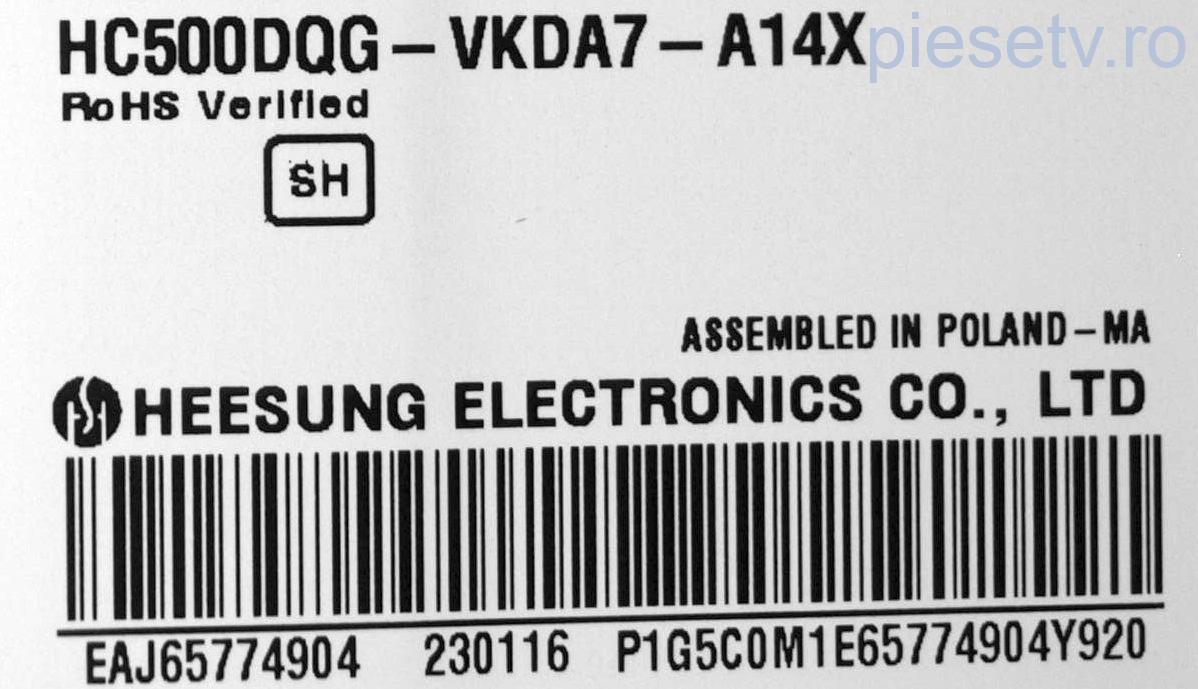 HC500DQG-VKDA7-A14X
piesetv.ro
RoHS Verified
SH
ASSEMBLED IN POLAND-MA
HEESUNG ELECTRONICS CO., LTD
EAJ65774904 230116 P1G5C0M1E65774904Y920